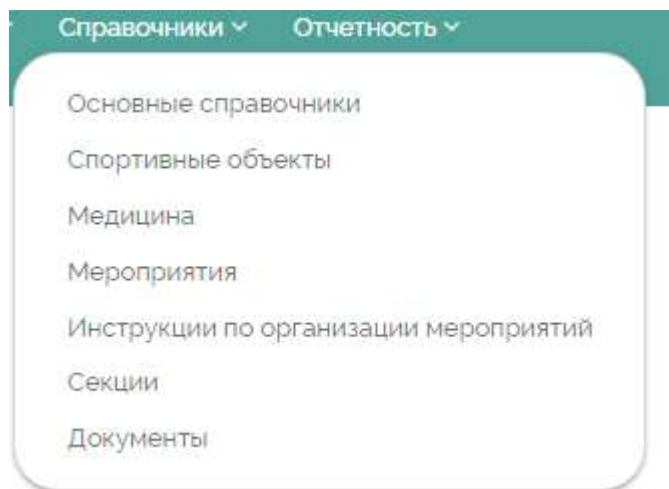 Справочники Отчетность
Основные справочники
Спортивные объекты
Медицина
Мероприятия
Инструкции по организации мероприятий
Секции
Документы